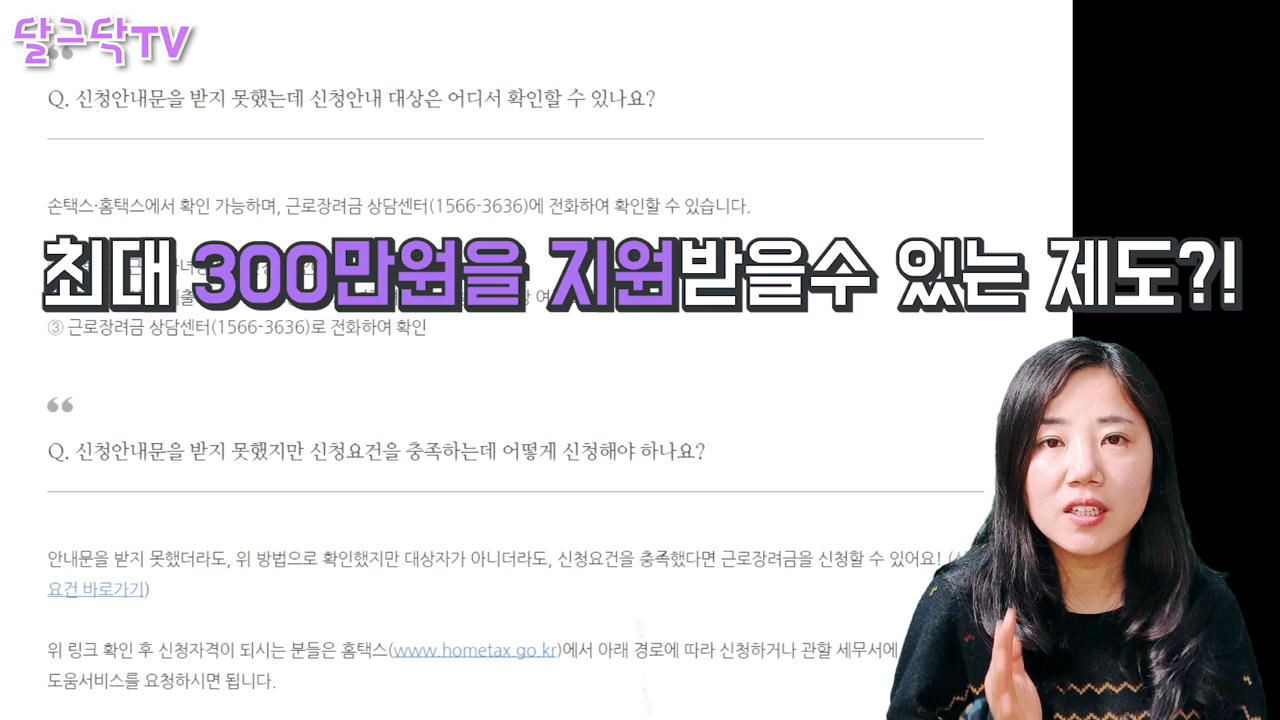 달그닥TV
Q. 신청안내문을 받지 못했는데 신청안내 대상은 어디서 확인할 수 있나요?
손택스·홈택스에서 확인 가능하며, 근로장려금 상담센터(1566-3636)에 전화하여 확인할 수 있습니다.
최대 300만원을 지원받을수 있는 제도?!
③ 근로장려금 상담센터(1566-3636)로 전화하여 확인
Q. 신청안내문을 받지 못했지만 신청요건을 충족하는데 어떻게 신청해야 하나요?
안내문을 받지 못했더라도, 위 방법으로 확인했지만 대상자가 아니더라도, 신청요건을 충족했다면 근로장려금을 신청할 수 있어요!
요건 바로가기)
위 링크 확인 후 신청자격이 되시는 분들은 홈택스(www.hometax.go.kr)에서 아래 경로에 따라 신청하거나 관할 세무서에
도움서비스를 요청하시면 됩니다.